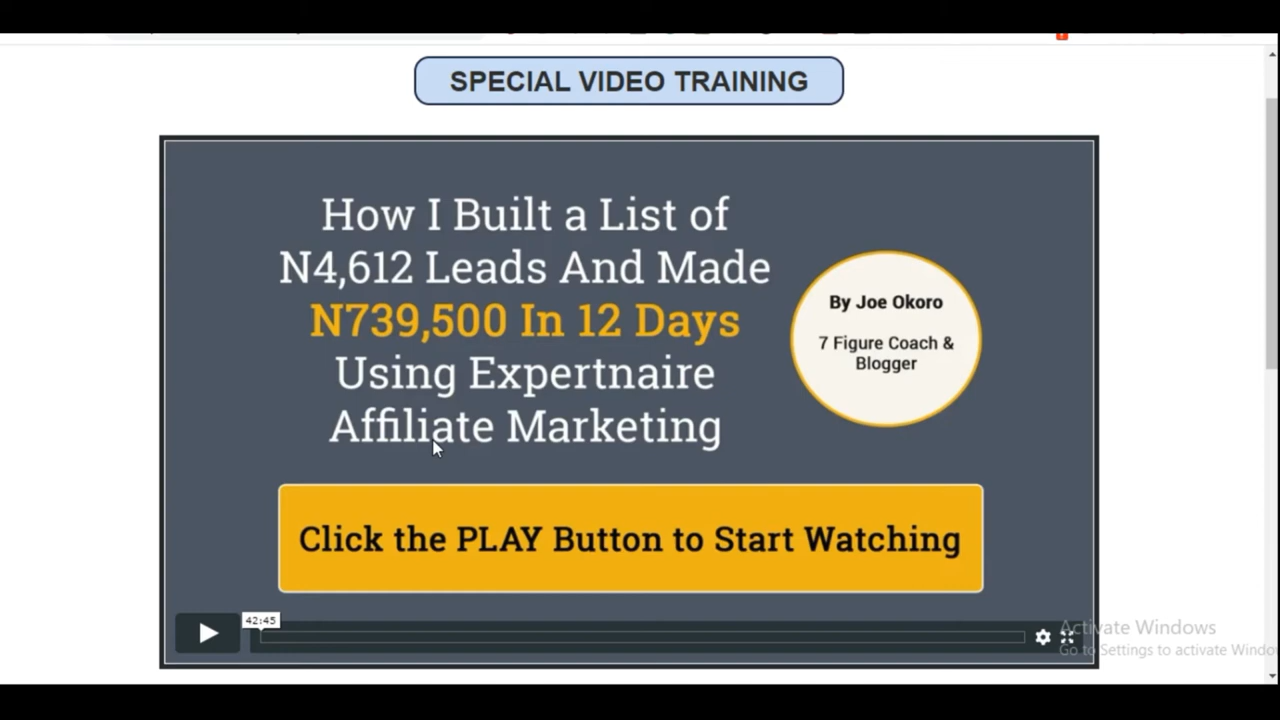 SPECIAL VIDEO TRAINING
How I Built a List of
N4,612 Leads And Made
N739,500 In 12 Days
Using Expertnaire
Affiliate Marketing
By Joe Okoro
7 Figure Coach &
Blogger
Click the PLAY Button to Start Watching
42:45
Activate Windows
Go to Settings to activate Windo